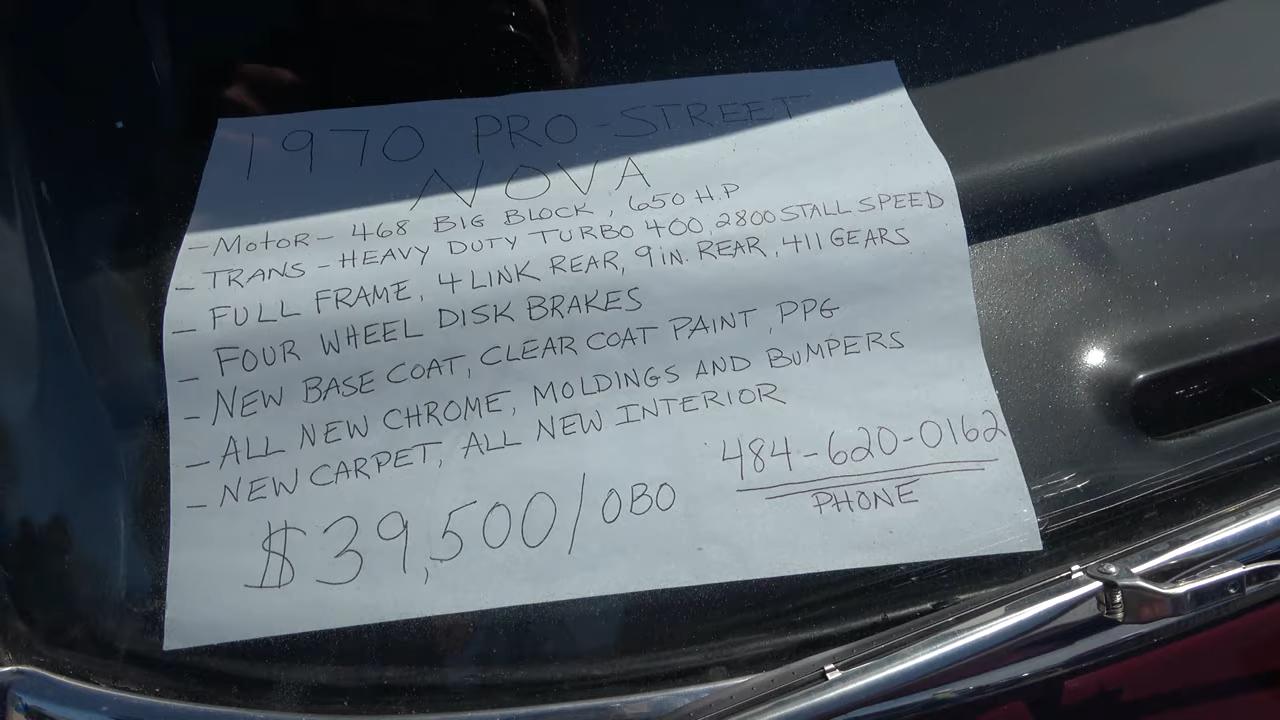 1970 PRO-STREET
NOVA
- MOTOR - 468 BIG BLOCK, 650 H.P
- TRANS - HEAVY DUTY TURBO 400, 2800 STALL SPEED
- FULL FRAME, 4 LINK REAR, 9 IN. REAR, 411 GEARS
- FOUR WHEEL DISK BRAKES
- NEW BASE COAT, CLEAR COAT PAINT, PPG
- ALL NEW CHROME, MOLDINGS AND BUMPERS
- NEW CARPET, ALL NEW INTERIOR
484-620-0162
PHONE
$39,500/OBO